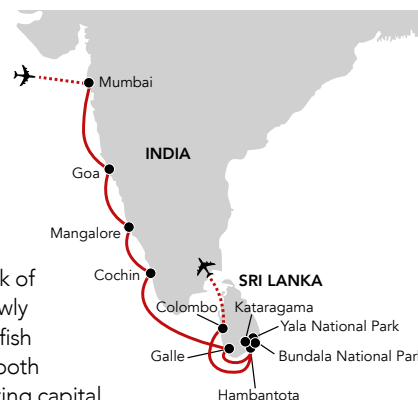 Mumbai
INDIA
Goa
Mangalore
Cochin
SRI LANKA
Colombo
Kataragama
Yala National Park
Galle
Bundala National Park
Hambantota
k of
wly
fish
both
capital